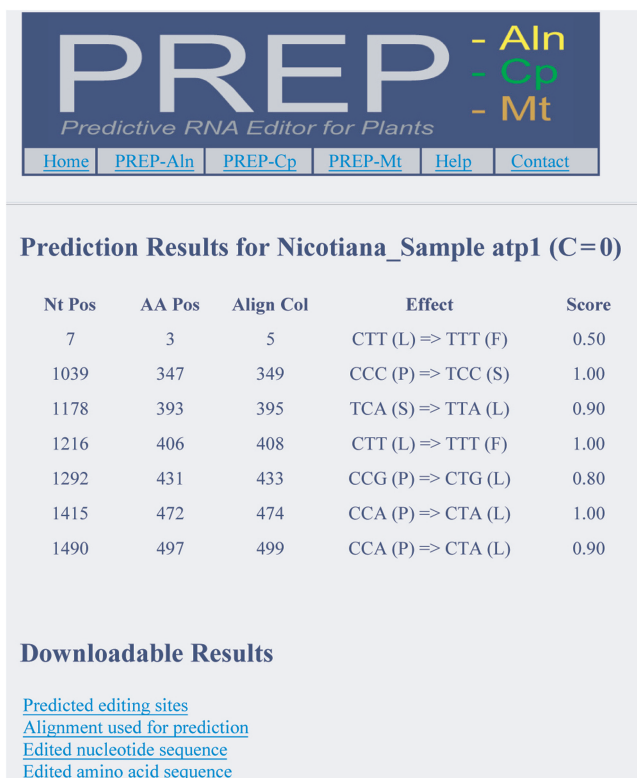 PREP
- Aln
- Cp
- Mt
Predictive RNA Editor for Plants
Home PREP-Aln PREP-Cp PREP-Mt Help Contact
Prediction Results for Nicotiana_Sample atp1 (C=0)
Nt Pos AA Pos Align Col Effect Score
7 3 5 CTT (L) => TTT (F) 0.50
1039 347 349 CCC (P) => TCC (S) 1.00
1178 393 395 TCA (S) => TTA (L) 0.90
1216 406 408 CTT (L) => TTT (F) 1.00
1292 431 433 CCG (P) => CTG (L) 0.80
1415 472 474 CCA (P) => CTA (L) 1.00
1490 497 499 CCA (P) => CTA (L) 0.90
Downloadable Results
Predicted editing sites
Alignment used for prediction
Edited nucleotide sequence
Edited amino acid sequence